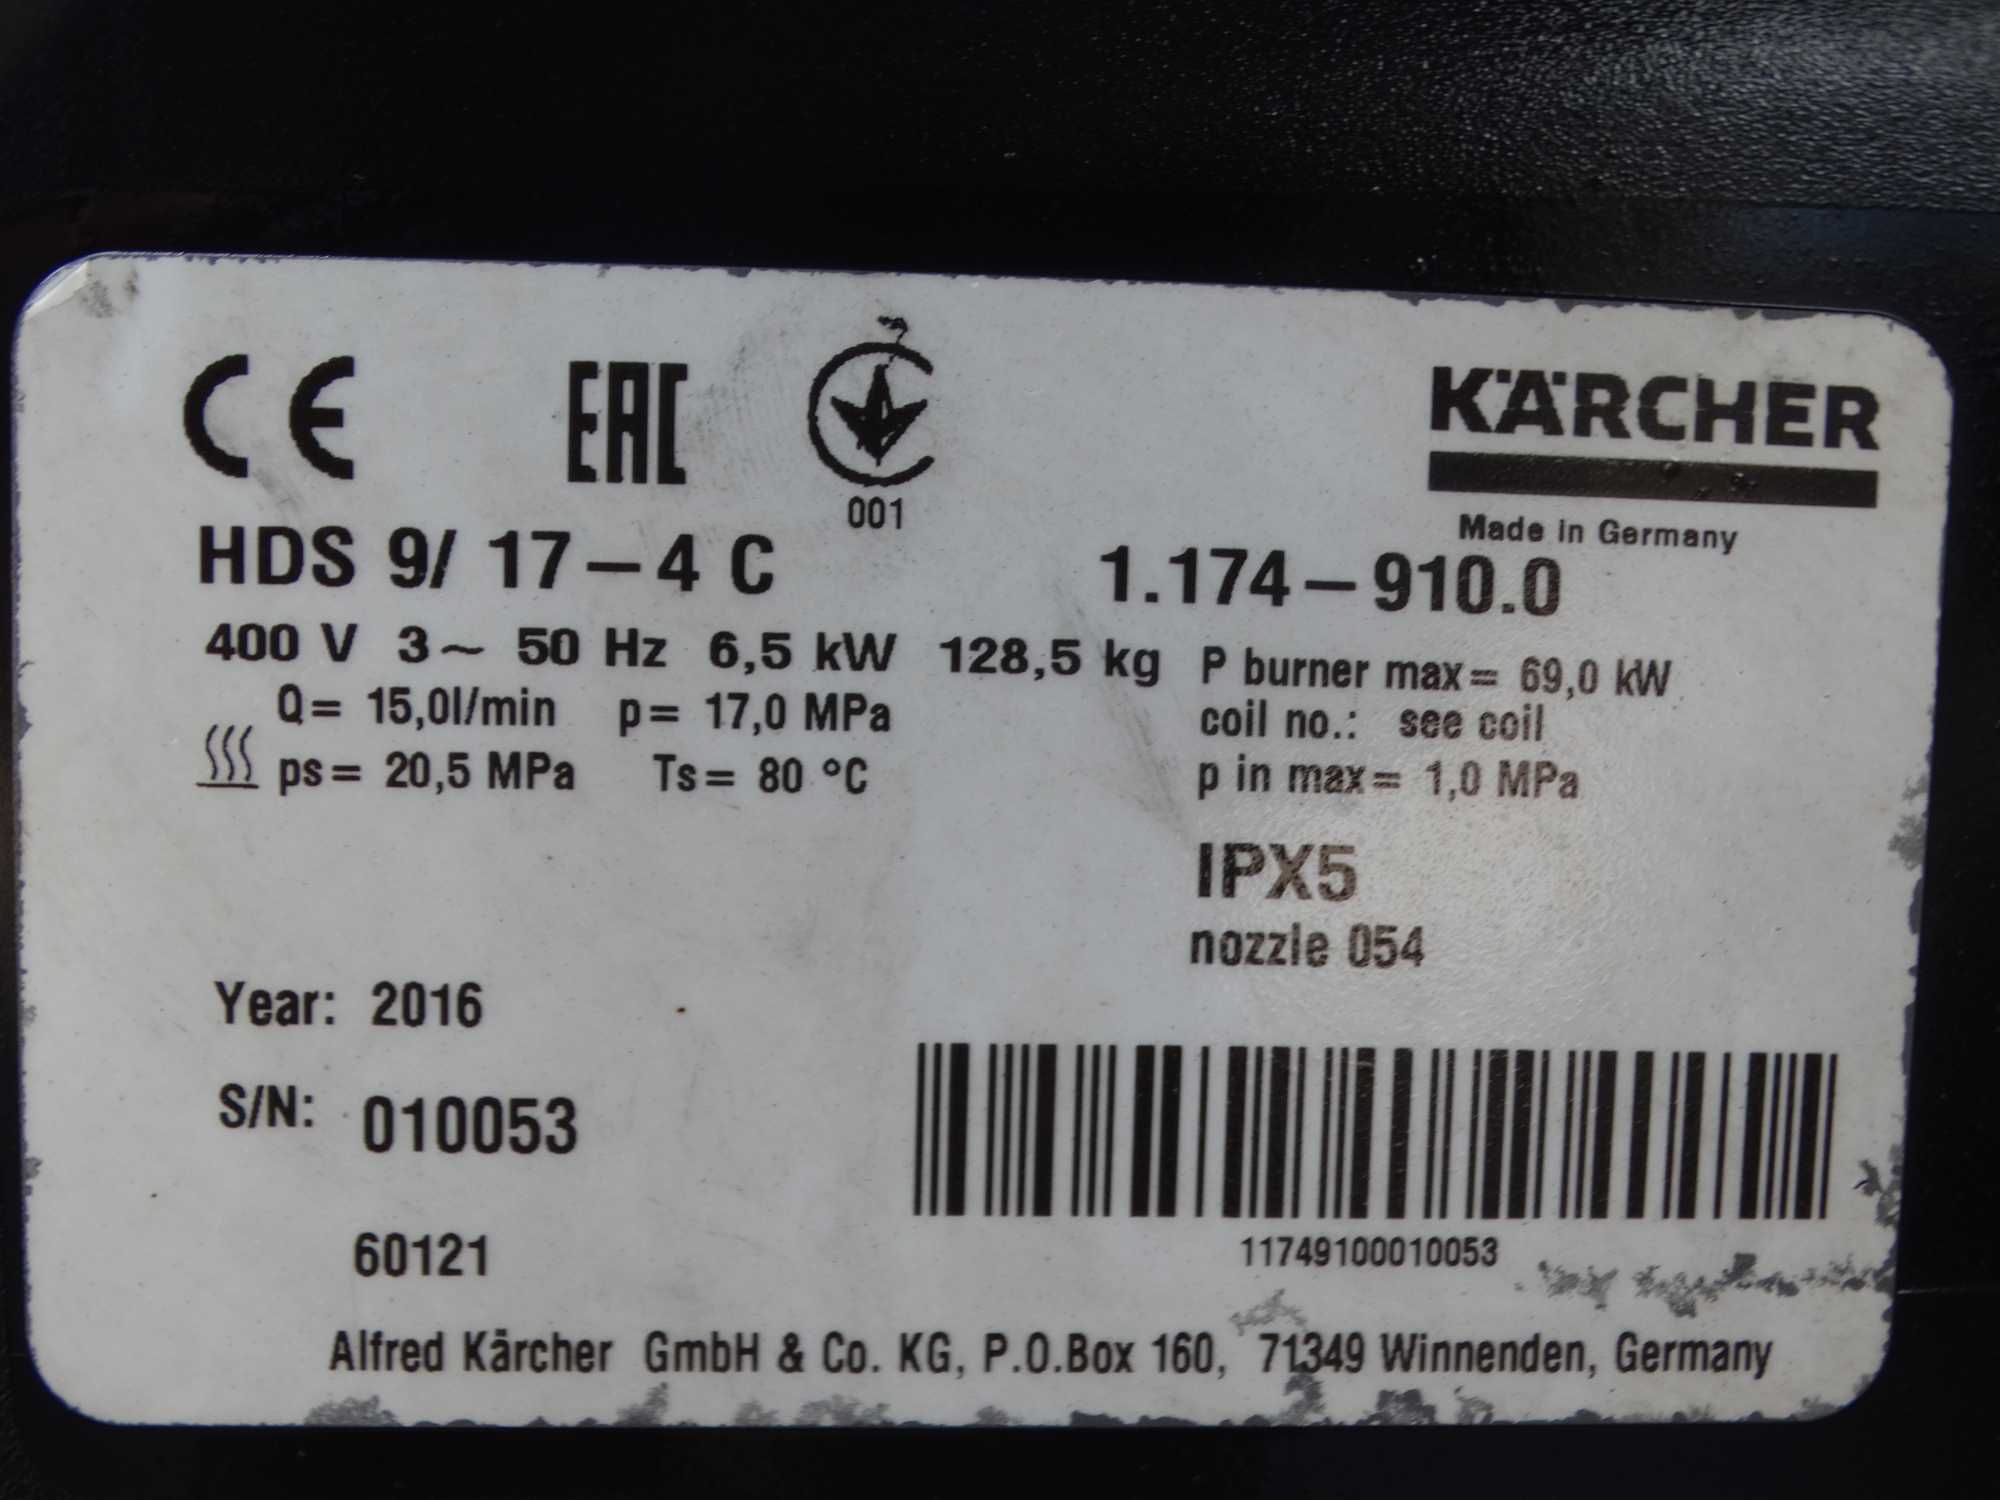 CE EAC
001
KÄRCHER
Made in Germany
HDS 9/ 17-4 C 1.174-910.0
400 V 3~ 50 Hz 6,5 kW 128,5 kg P burner max= 69,0 kW
Q= 15,0l/min p= 17,0 MPa coil no.: see coil
ps= 20,5 MPa Ts= 80 °C p in max= 1,0 MPa
IPX5
nozzle 054
Year: 2016
S/N: 010053
60121
11749100010053
Alfred Kärcher GmbH & Co. KG, P.O.Box 160, 71349 Winnenden, Germany